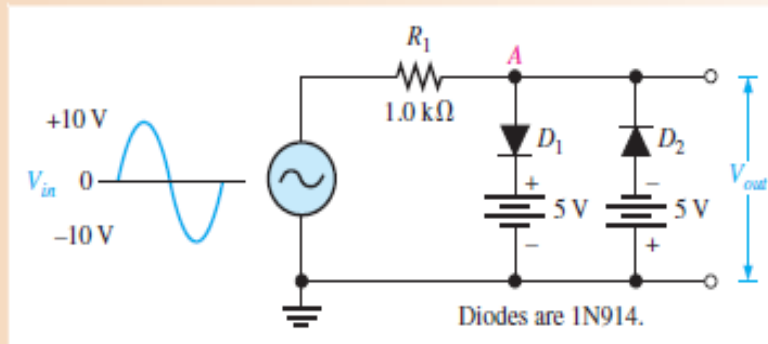 R1
A
+10 V
1.0 kΩ
D1
D2
Vin
0
+
−
Vout
5 V
5 V
−10 V
−
+
Diodes are 1N914.